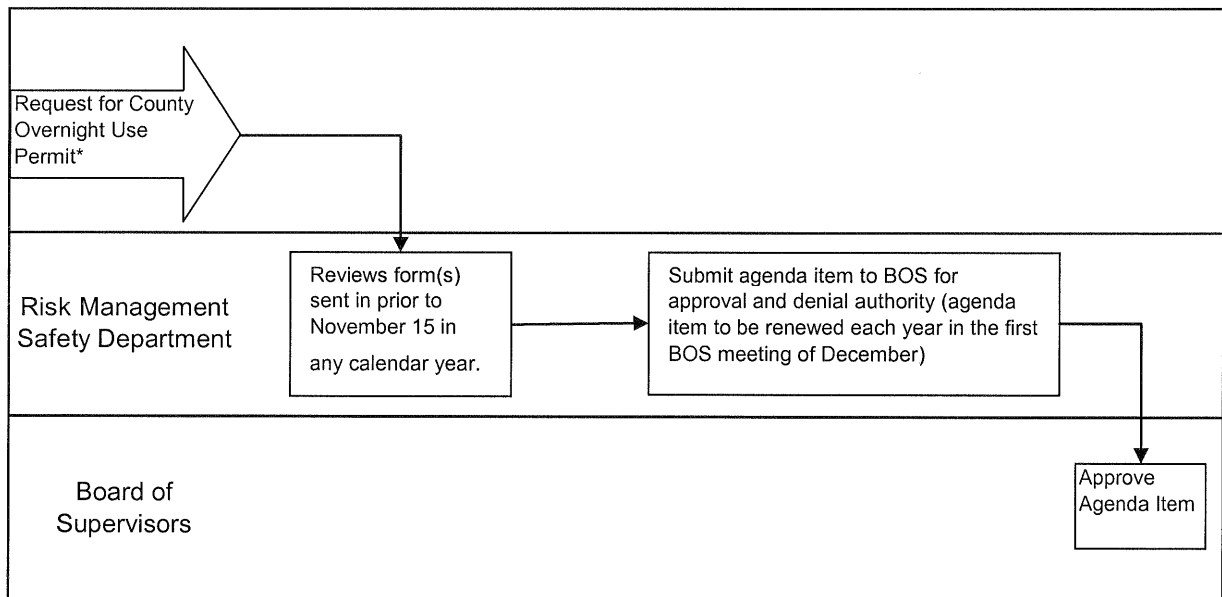 Request for County
Overnight Use
Permit*
Risk Management
Safety Department
Reviews form(s)
sent in prior to
November 15 in
any calendar year.
Submit agenda item to BOS for
approval and denial authority (agenda
item to be renewed each year in the first
BOS meeting of December)
Board of
Supervisors
Approve
Agenda Item